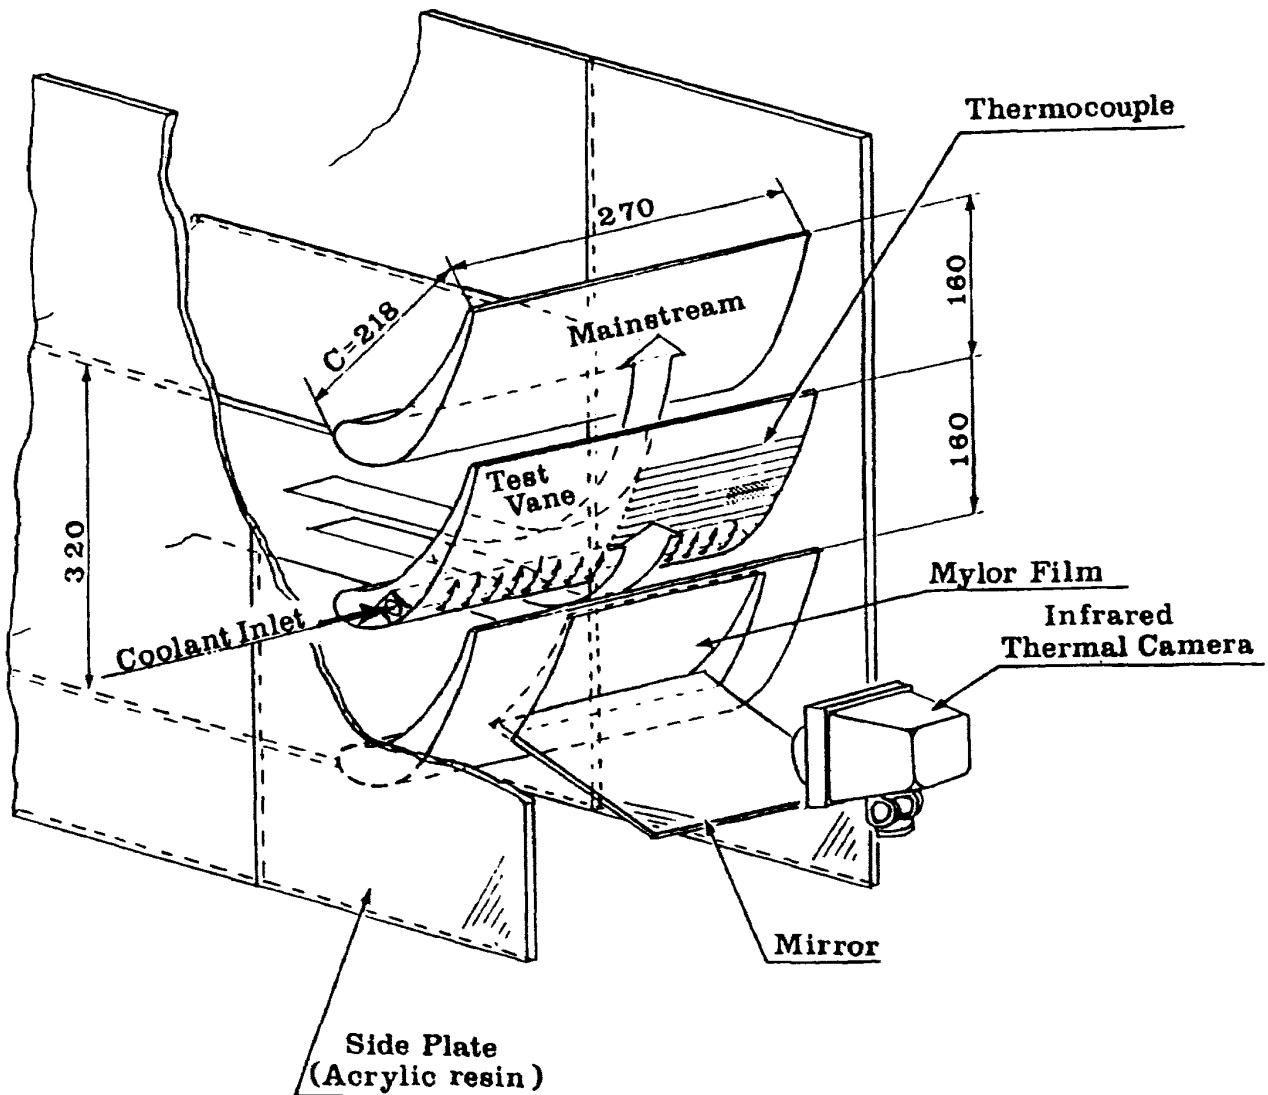 Thermocouple
270
160
C=218
Mainstream
160
Test
Vane
320
Mylor Film
Infrared
Thermal Camera
Coolant Inlet
Mirror
Side Plate
(Acrylic resin)